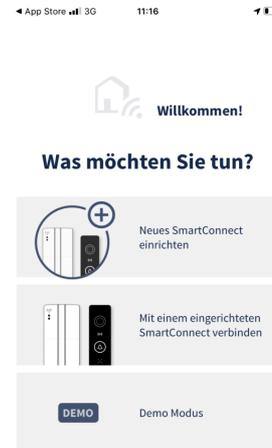 App Store 3G 11:16
Willkommen!
Was möchten Sie tun?
Neues SmartConnect
einrichten
Mit einem eingerichteten
SmartConnect verbinden
DEMO Demo Modus